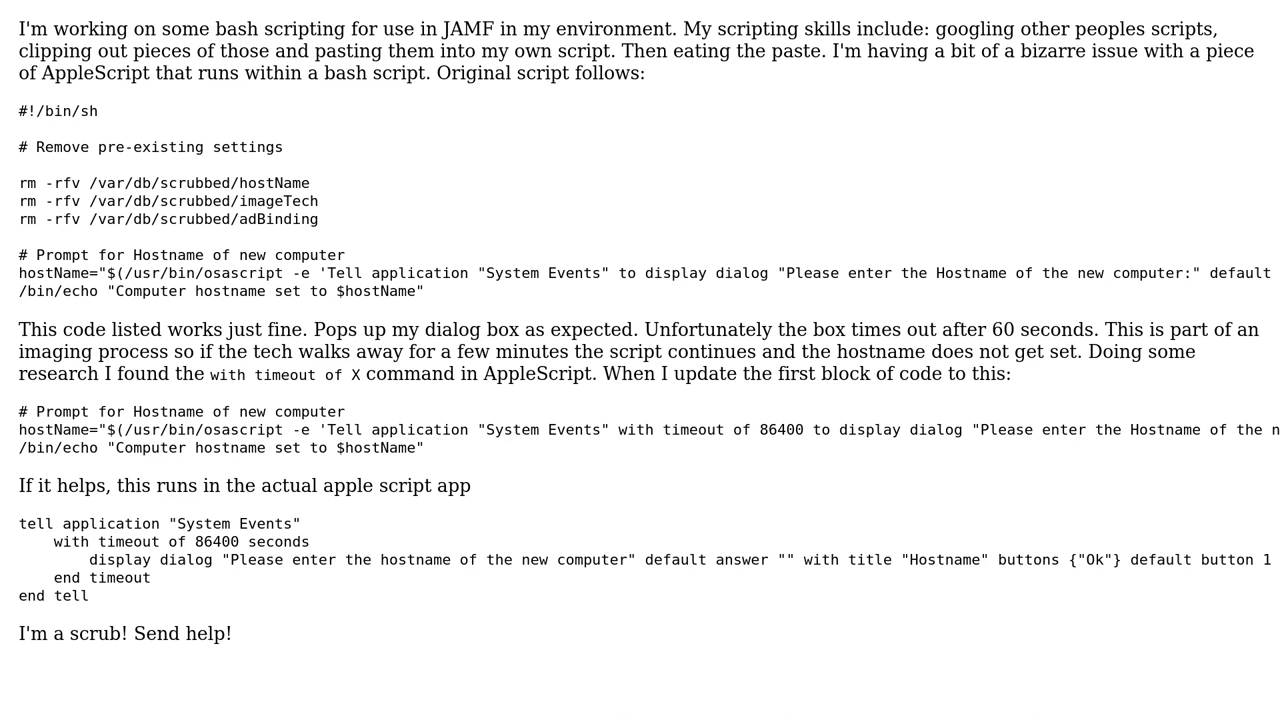 I'm working on some bash scripting for use in JAMF in my environment. My scripting skills include: googling other peoples scripts,
clipping out pieces of those and pasting them into my own script. Then eating the paste. I'm having a bit of a bizarre issue with a piece
of AppleScript that runs within a bash script. Original script follows:
#!/bin/sh
# Remove pre-existing settings
rm -rfv /var/db/scrubbed/hostName
rm -rfv /var/db/scrubbed/imageTech
rm -rfv /var/db/scrubbed/adBinding
# Prompt for Hostname of new computer
hostName="$(/usr/bin/osascript -e 'Tell application "System Events" to display dialog "Please enter the Hostname of the new computer:" default
/bin/echo "Computer hostname set to $hostName"
This code listed works just fine. Pops up my dialog box as expected. Unfortunately the box times out after 60 seconds. This is part of an
imaging process so if the tech walks away for a few minutes the script continues and the hostname does not get set. Doing some
research I found the with timeout of X command in AppleScript. When I update the first block of code to this:
# Prompt for Hostname of new computer
hostName="$(/usr/bin/osascript -e 'Tell application "System Events" with timeout of 86400 to display dialog "Please enter the Hostname of the n
/bin/echo "Computer hostname set to $hostName"
If it helps, this runs in the actual apple script app
tell application "System Events"
    with timeout of 86400 seconds
        display dialog "Please enter the hostname of the new computer" default answer "" with title "Hostname" buttons {"Ok"} default button 1
    end timeout
end tell
I'm a scrub! Send help!